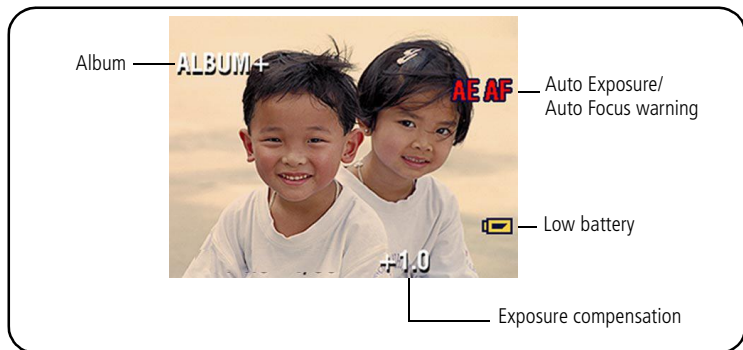 Album
ALBUM+
AE AF
Auto Exposure/
Auto Focus warning
Low battery
+1.0
Exposure compensation